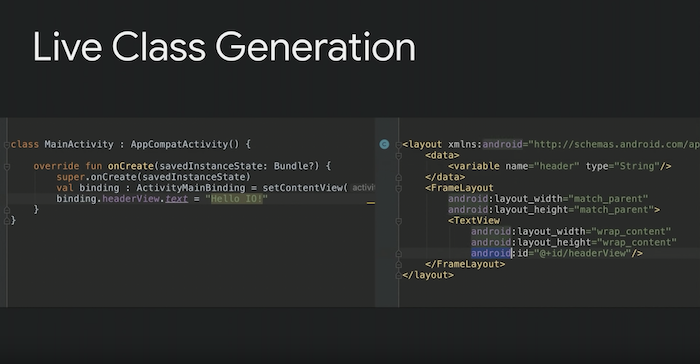 Live Class Generation
class MainActivity : AppCompatActivity() {
override fun onCreate(savedInstanceState: Bundle?) {
super.onCreate(savedInstanceState)
val binding : ActivityMainBinding = setContentView(
binding.headerView.text = "Hello IO!"
}
}
<layout xmlns:android="http://schemas.android.com/ap
<data>
<variable name="header" type="String"/>
</data>
<FrameLayout
android:layout_width="match_parent"
android:layout_height="match_parent">
<TextView
android:layout_width="wrap_content"
android:layout_height="wrap_content"
android:id="@+id/headerView"/>
</FrameLayout>
</layout>